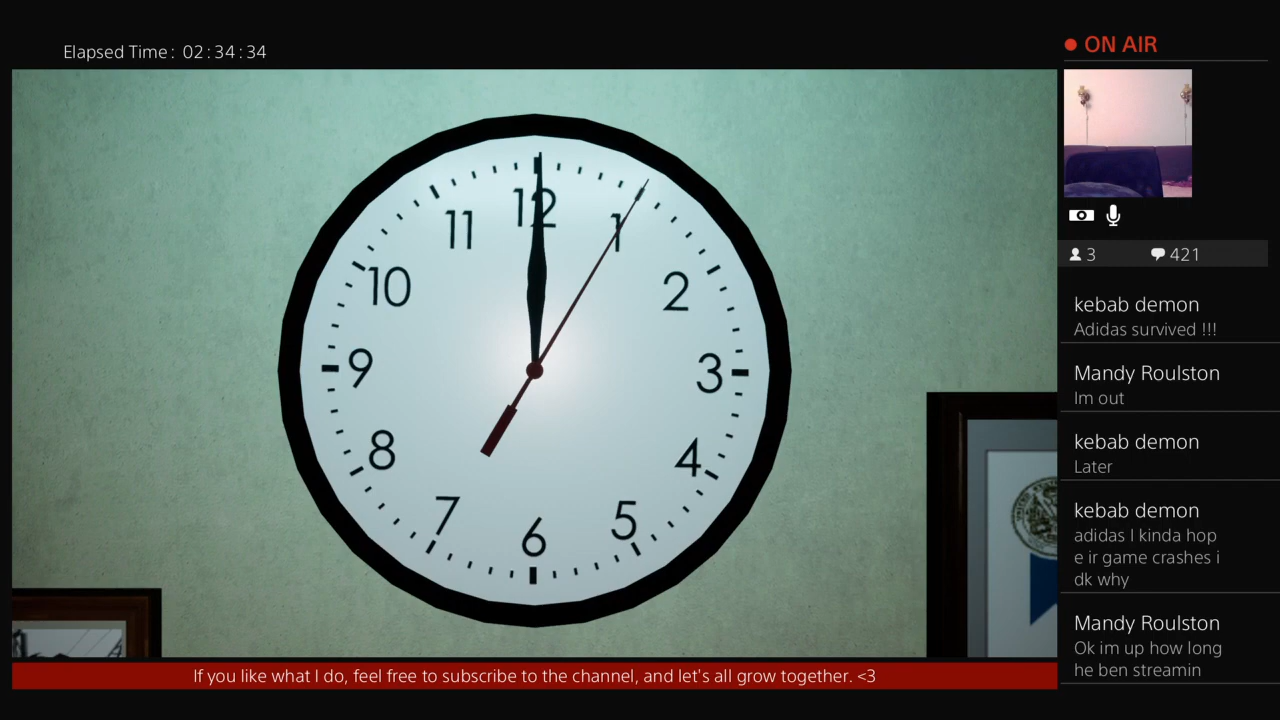 Elapsed Time: 02:34:34
ON AIR
12
11
1
10
2
9
3
8
4
7
5
6
3
421
kebab demon
Adidas survived !!!
Mandy Roulston
Im out
kebab demon
Later
kebab demon
adidas I kinda hop
e ir game crashes i
dk why
Mandy Roulston
Ok im up how long
he ben streamin
If you like what I do, feel free to subscribe to the channel, and let's all grow together. <3